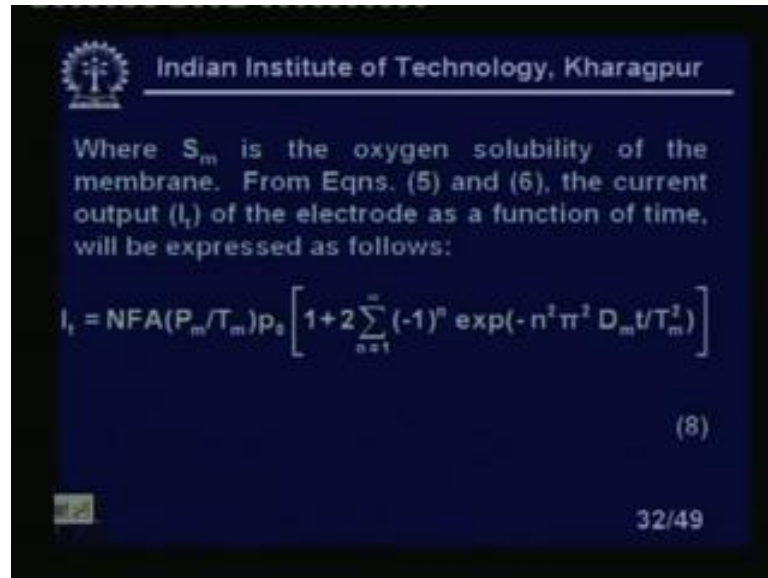 Indian Institute of Technology, Kharagpur
Where Sₘ is the oxygen solubility of the
membrane. From Eqns. (5) and (6), the current
output (Iₜ) of the electrode as a function of time,
will be expressed as follows:
Iₜ = NFA(Pₘ/Tₘ)p₀[1+2∑ₙ₌₁^∞(-1)ⁿ exp(-n²π² Dₘt/Tₘ²)]
(8)
32/49